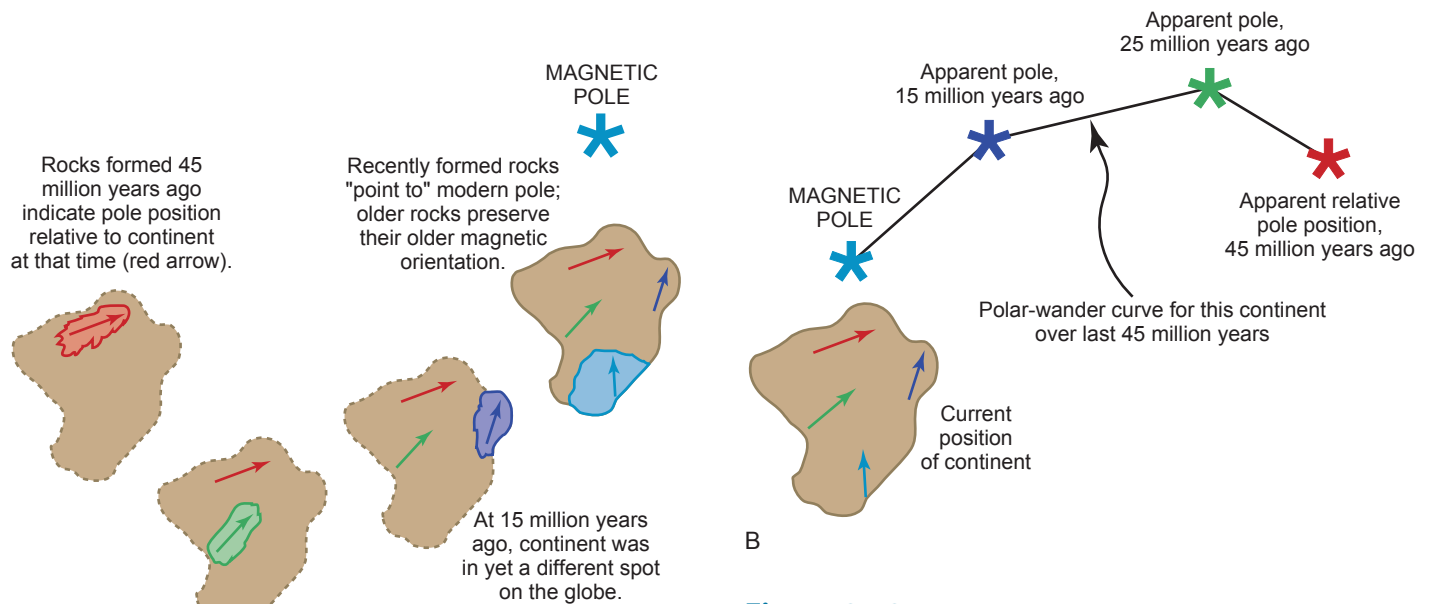 Rocks formed 45
million years ago
indicate pole position
relative to continent
at that time (red arrow).
Recently formed rocks
"point to" modern pole;
older rocks preserve
their older magnetic
orientation.
MAGNETIC
POLE
At 15 million years
ago, continent was
in yet a different spot
on the globe.
MAGNETIC
POLE
Apparent pole,
15 million years ago
Apparent pole,
25 million years ago
Apparent relative
pole position,
45 million years ago
Polar-wander curve for this continent
over last 45 million years
Current
position
of continent
B